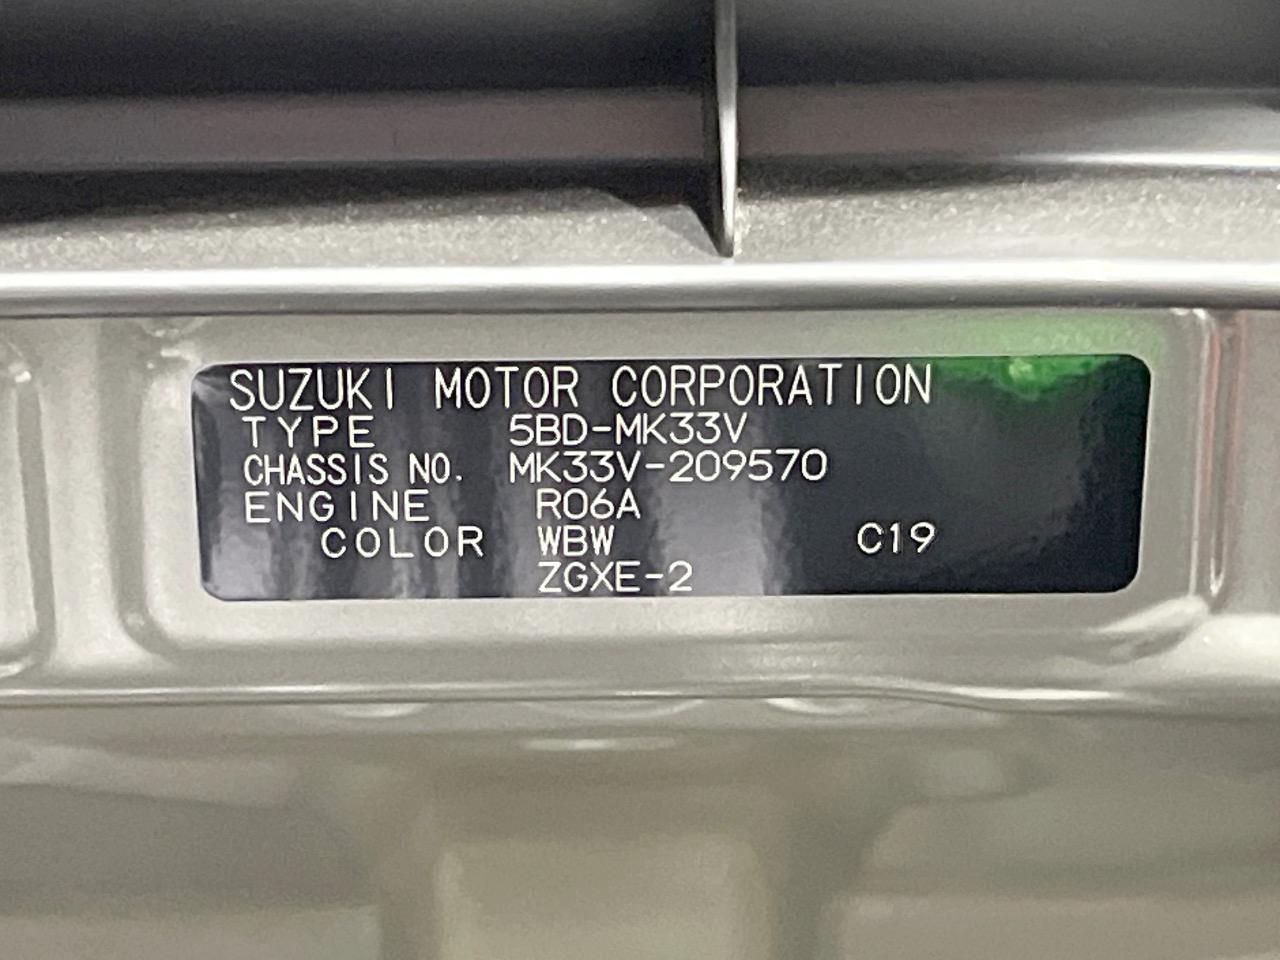 SUZUKI MOTOR CORPORATION
TYPE 5BD-MK33V
CHASSIS NO. MK33V-209570
ENGINE R06A
COLOR WBW C19
ZGXE-2